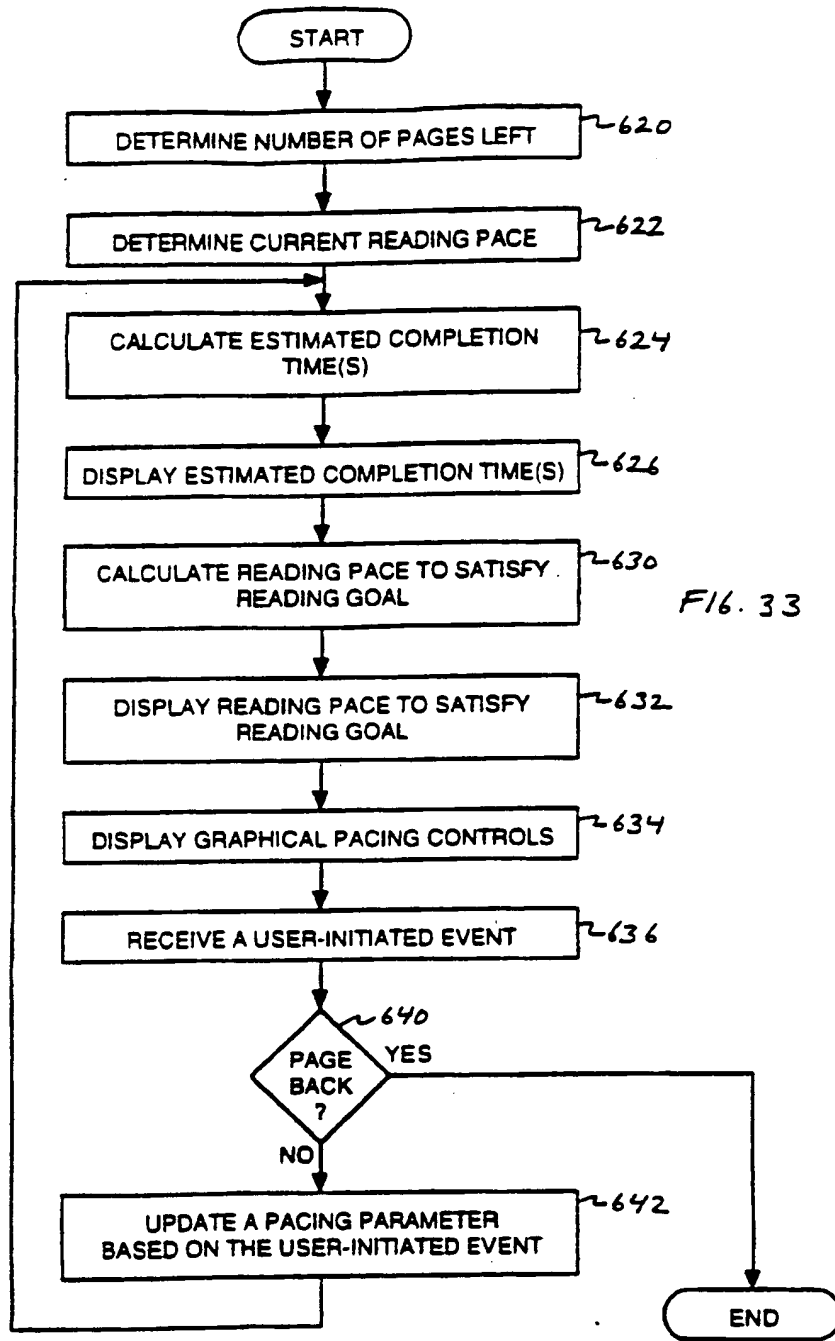 START
DETERMINE NUMBER OF PAGES LEFT
620
DETERMINE CURRENT READING PACE
622
CALCULATE ESTIMATED COMPLETION
TIME(S)
624
DISPLAY ESTIMATED COMPLETION TIME(S)
626
CALCULATE READING PACE TO SATISFY
READING GOAL
630
FIG. 33
DISPLAY READING PACE TO SATISFY
READING GOAL
632
DISPLAY GRAPHICAL PACING CONTROLS
634
RECEIVE A USER-INITIATED EVENT
636
640
PAGE
BACK
?
YES
NO
UPDATE A PACING PARAMETER
BASED ON THE USER-INITIATED EVENT
642
END